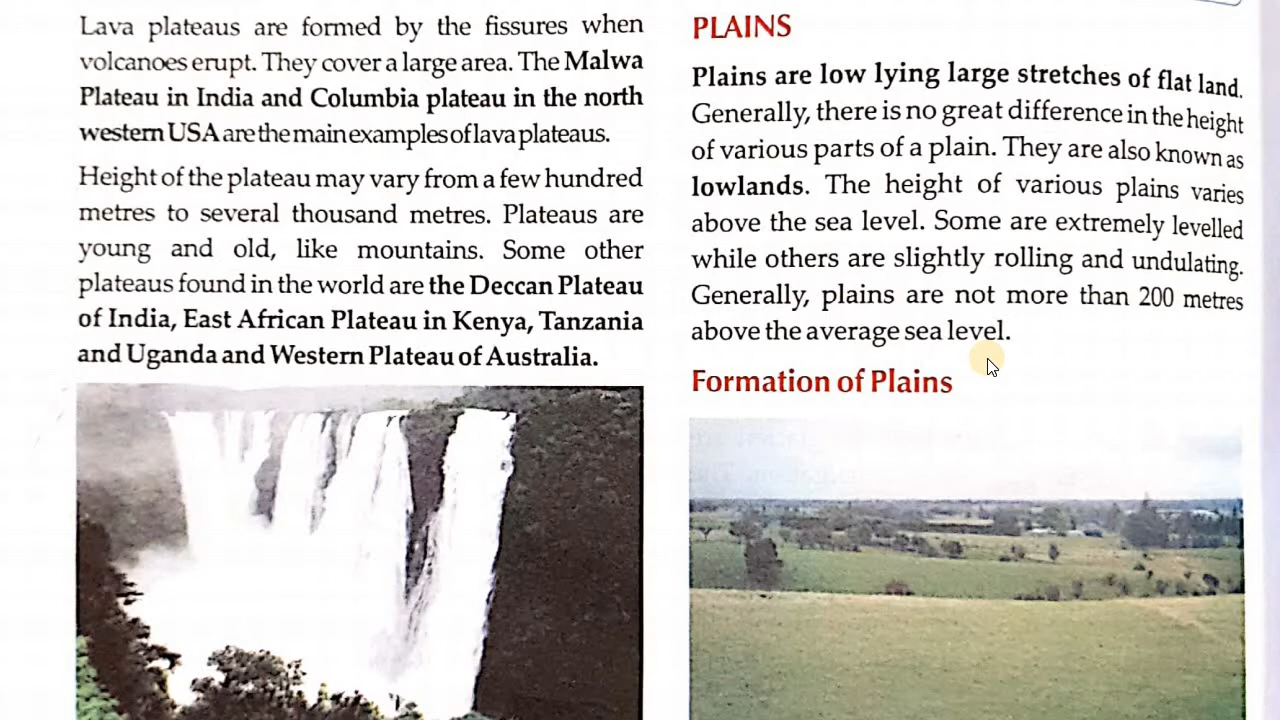 Lava plateaus are formed by the fissures when
volcanoes erupt. They cover a large area. The Malwa
Plateau in India and Columbia plateau in the north
western USA are the main examples of lava plateaus.
Height of the plateau may vary from a few hundred
metres to several thousand metres. Plateaus are
young and old, like mountains. Some other
plateaus found in the world are the Deccan Plateau
of India, East African Plateau in Kenya, Tanzania
and Uganda and Western Plateau of Australia.
PLAINS
Plains are low lying large stretches of flat land.
Generally, there is no great difference in the height
of various parts of a plain. They are also known as
lowlands. The height of various plains varies
above the sea level. Some are extremely levelled
while others are slightly rolling and undulating.
Generally, plains are not more than 200 metres
above the average sea level.
Formation of Plains